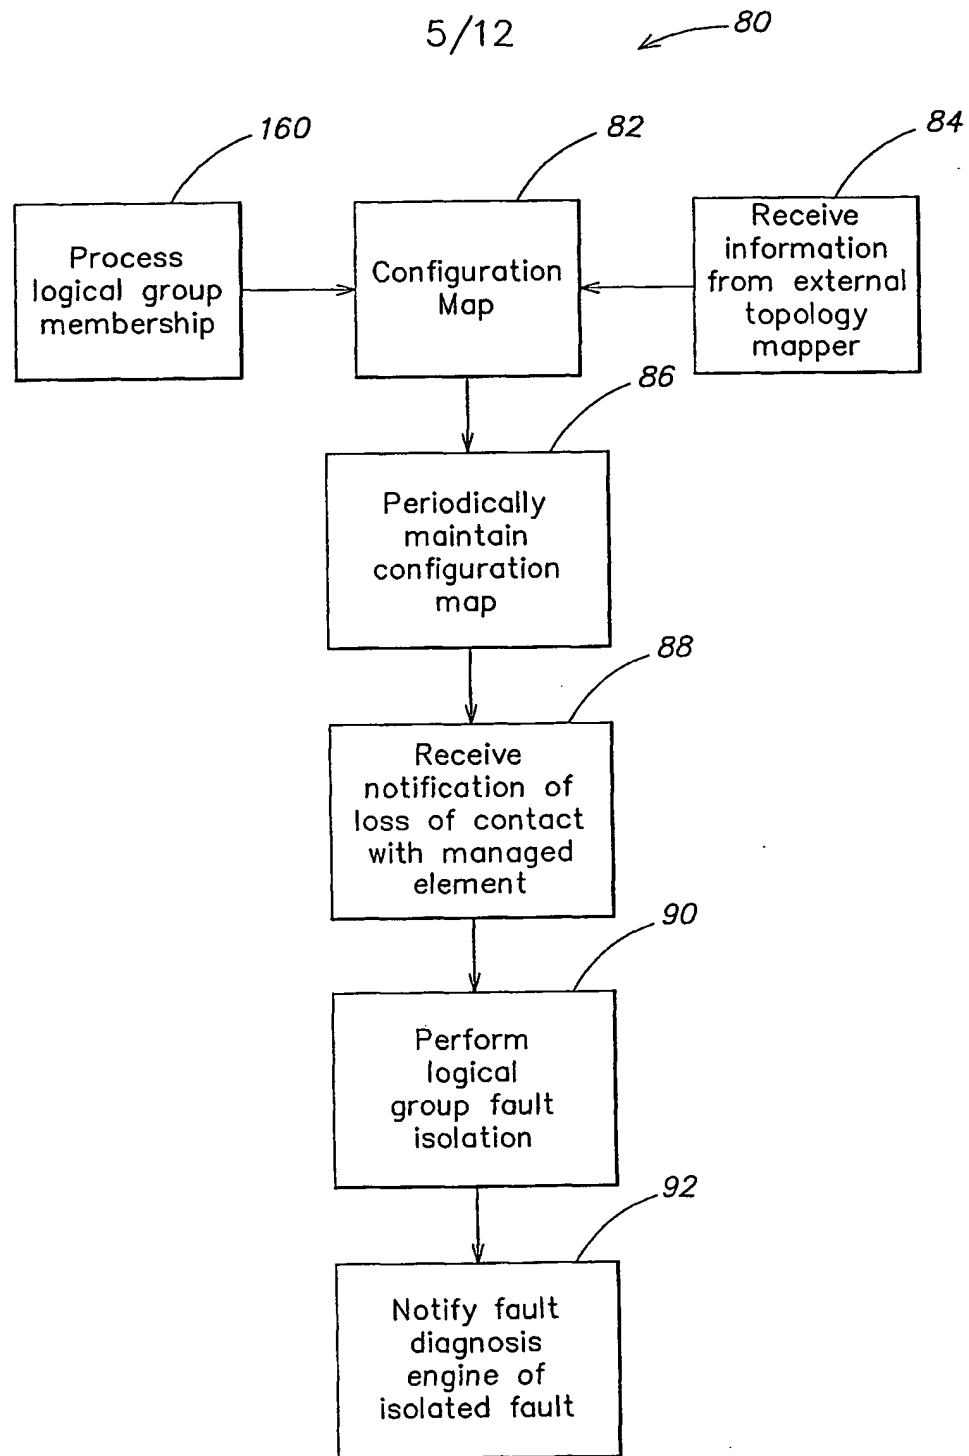 5/12
80
160
82
84
Process
logical group
membership
Configuration
Map
Receive
information
from external
topology
mapper
86
Periodically
maintain
configuration
map
88
Receive
notification of
loss of contact
with managed
element
90
Perform
logical
group fault
isolation
92
Notify fault
diagnosis
engine of
isolated fault